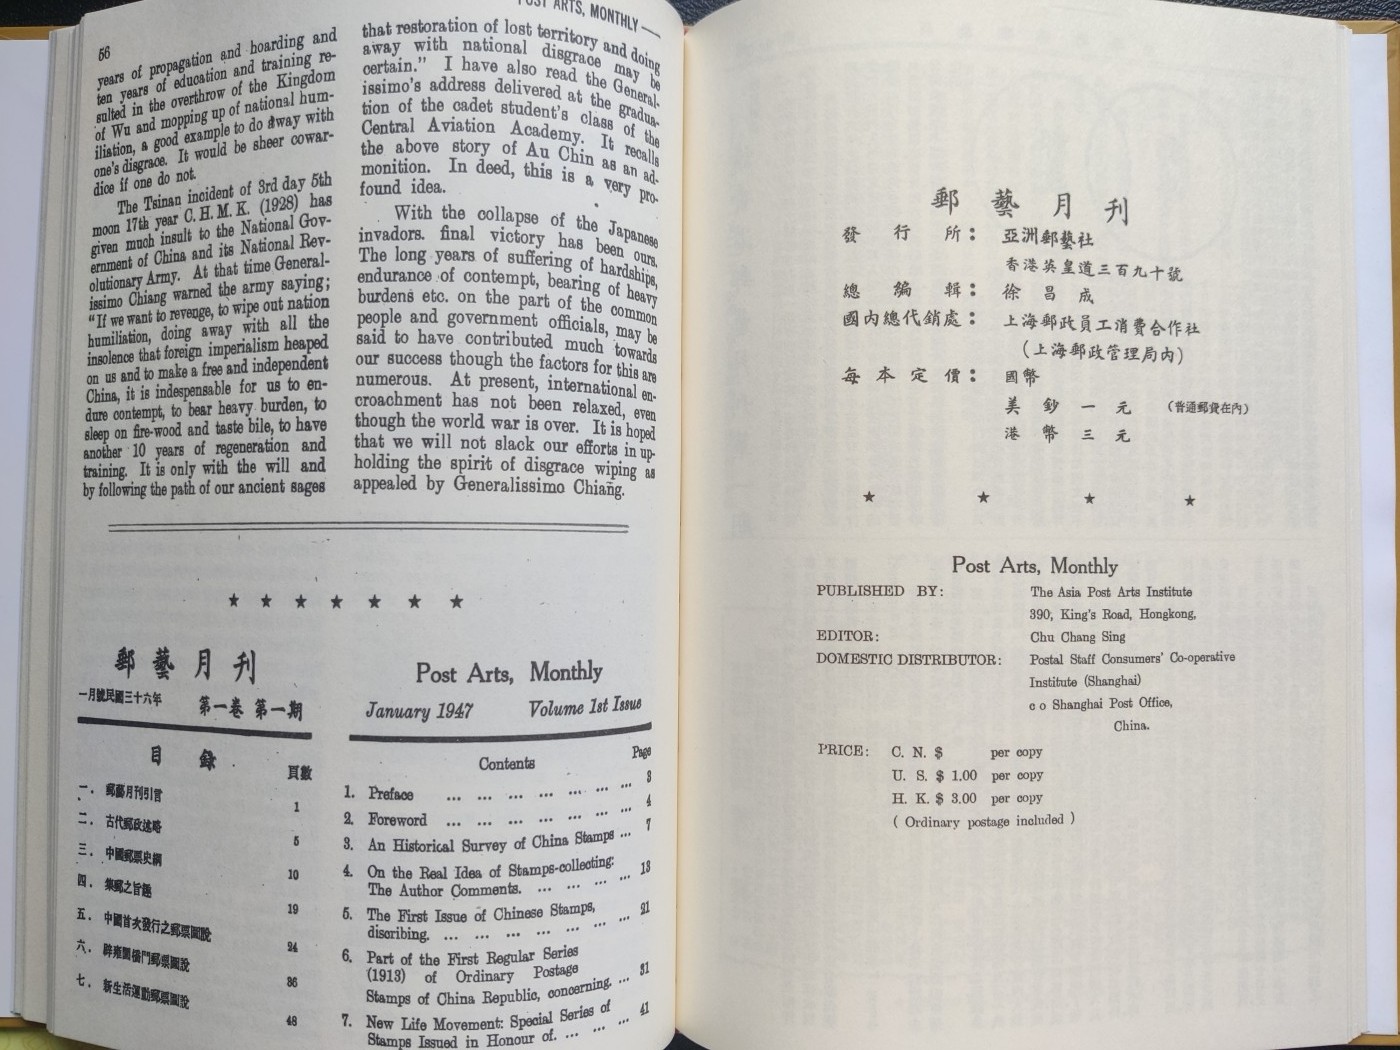 POST ARTS, MONTHLY
56
years of propagation and hoarding and
ten years of education and training re-
sulted in the overthrow of the Kingdom
of Wu and mopping up of national hum-
iliation, a good example to do away with
one's disgrace. It would be sheer cowar-
dice if one do not.
The Tsinan incident of 3rd day 5th
moon 17th year C. H. M. K. (1928) has
given much insult to the National Gov-
ernment of China and its National Rev-
olutionary Army. At that time General-
issimo Chiang warned the army saying;
“If we want to revenge, to wipe out nation
humiliation, doing away with all the
insolence that foreign imperialism heaped
on us and to make a free and independent
China, it is indespensable for us to en-
dure contempt, to bear heavy burden, to
sleep on fire-wood and taste bile, to have
another 10 years of regeneration and
training. It is only with the will and
by following the path of our ancient sages
that restoration of lost territory and doing
away with national disgrace may be
certain.” I have also read the General-
issimo's address delivered at the gradua-
tion of the cadet student's class of the
Central Aviation Academy. It recalls
the above story of Au Chin as an ad-
monition. In deed, this is a very pro-
found idea.
With the collapse of the Japanese
invadors. final victory has been ours.
The long years of suffering of hardships,
endurance of contempt, bearing of heavy
burdens etc. on the part of the common
people and government officials, may be
said to have contributed much towards
our success though the factors for this are
numerous. At present, international en-
croachment has not been relaxed, even
though the world war is over. It is hoped
that we will not slack our efforts in up-
holding the spirit of disgrace wiping as
appealed by Generalissimo Chiang.
★ ★ ★ ★ ★ ★ ★
郵藝月刊
一月號民國三十六年 第一卷 第一期
目錄
頁數
一. 郵藝月刊引言 1
二. 古代郵政述略 5
三. 中國郵票史綱 10
四. 集郵之旨趣 19
五. 中國首次發行之郵票圖說 24
六. 辟雍圜橋門郵票圖說 36
七. 新生活運動郵票圖說 48
Post Arts, Monthly
January 1947 Volume 1st Issue
Contents
Page
1. Preface ... ... ... ... ... ... ... 3
2. Foreword ... ... ... ... ... ... 4
3. An Historical Survey of China Stamps ... 7
4. On the Real Idea of Stamps-collecting:
The Author Comments. ... ... ... ... 13
5. The First Issue of Chinese Stamps,
discribing. ... ... ... ... ... ... ... 21
6. Part of the First Regular Series
(1913) of Ordinary Postage
Stamps of China Republic, concerning. ... 31
7. New Life Movement: Special Series of
Stamps Issued in Honour of. ... ... ... 41
郵藝月刊
發行所: 亞洲郵藝社
香港英皇道三百九十號
總編輯: 徐昌成
國內總代銷處: 上海郵政員工消費合作社
(上海郵政管理局內)
每本定價: 國幣
美鈔一元 (普通郵資在內)
港幣三元
★ ★ ★ ★
Post Arts, Monthly
PUBLISHED BY: The Asia Post Arts Institute
390, King's Road, Hongkong,
EDITOR: Chu Chang Sing
DOMESTIC DISTRIBUTOR: Postal Staff Consumers' Co-operative
Institute (Shanghai)
c o Shanghai Post Office,
China.
PRICE: C. N. $ per copy
U. S. $ 1.00 per copy
H. K. $ 3.00 per copy
( Ordinary postage included )